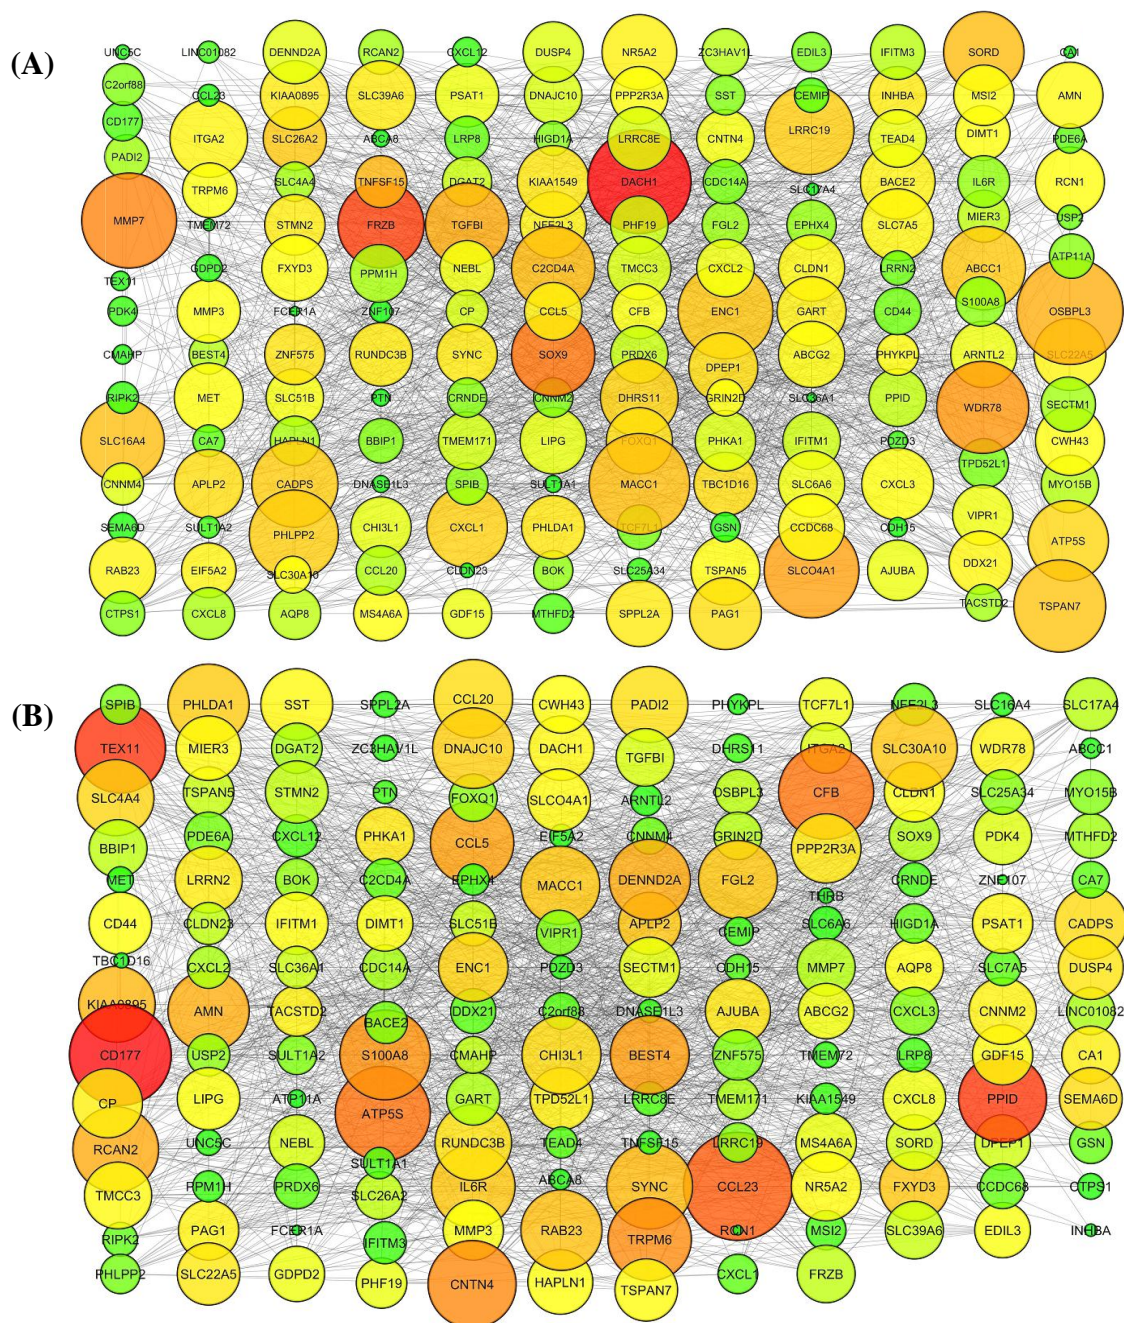 (A)
UNC5C LINC01082 DENND2A RCAN2 CXCL12 DUSP4 NR5A2 ZC3HAV1L EDIL3 IFITM3 SORD CA1
C2orf88 CCL23 KIAA0895 SLC39A6 PSAT1 DNAJC10 PPP2R3A SST CEMIP INHBA MSI2 AMN
CD177 ITGA2 SLC26A2 ABCA8 LRP8 HIGD1A LRRC8E CNTN4 LRRC19 TEAD4 DIMT1 PDE6A
PADI2 TRPM6 SLC4A4 TNFSF15 DGAT2 KIAA1549 DACH1 CDC14A SLC17A4 BACE2 IL6R RCN1
MMP7 TMEM72 STMN2 FRZB TGFBI NFE2L3 PHF19 FGL2 EPHX4 SLC7A5 MIER3 USP2
TEX11 GDPD2 FXYD3 PPM1H NEBL C2CD4A TMCC3 CXCL2 CLDN1 LRRN2 ABCC1 ATP11A
PDK4 MMP3 FCER1A ZNF107 CP CCL5 CFB ENC1 GART CD44 S100A8 OSBPL3
CMAHP BEST4 ZNF575 RUNDC3B SYNC SOX9 PRDX6 DPEP1 ABCG2 PHYKPL ARNTL2 SLC22A5
RIPK2 MET SLC51B PTN CRNDE CNNM2 DHRS11 GRIN2D SLC36A1 PPID WDR78 SECTM1
SLC16A4 CA7 HAPLN1 BBIP1 TMEM171 LIPG FOXQ1 PHKA1 IFITM1 PDZD3 TPD52L1 CWH43
CNNM4 APLP2 CADPS DNASE1L3 SPIB SULT1A1 MACC1 TBC1D16 SLC6A6 CXCL3 MYO15B
SEMA6D SULT1A2 PHLPP2 CHI3L1 CXCL1 PHLDA1 TCF7L1 GSN CCDC68 CDH15 VIPR1 ATP5S
RAB23 EIF5A2 SLC30A10 CCL20 CLDN23 BOK SLC25A34 TSPAN5 SLCO4A1 AJUBA DDX21
CTPS1 CXCL8 AQP8 MS4A6A GDF15 MTHFD2 SPPL2A PAG1 TACSTD2 TSPAN7
(B)
SPIB PHLDA1 SST SPPL2A CCL20 CWH43 PADI2 PHYKPL TCF7L1 NFE2L3 SLC16A4 SLC17A4
TEX11 MIER3 DGAT2 ZC3HAV1L DNAJC10 DACH1 TGFBI DHRS11 ITGA2 SLC30A10 WDR78 ABCC1
SLC4A4 TSPAN5 STMN2 PTN FOXQ1 SLCO4A1 ARNTL2 OSBPL3 CFB CLDN1 SLC25A34 MYO15B
BBIP1 PDE6A CXCL12 PHKA1 CCL5 EIF5A2 CNNM4 GRIN2D PPP2R3A SOX9 PDK4 MTHFD2
MET LRRN2 BOK C2CD4A EPHX4 MACC1 DENND2A FGL2 THRB CRNDE ZNF107 CA7
CD44 CLDN23 IFITM1 DIMT1 SLC51B VIPR1 APLP2 CEMIP SLC6A6 HIGD1A PSAT1 CADPS
TBC1D16 CXCL2 SLC36A1 CDC14A ENC1 PDZD3 SECTM1 CDH15 MMP7 AQP8 SLC7A5 DUSP4
KIAA0895 AMN TACSTD2 BACE2 DDX21 C2orf88 DNASE1L3 AJUBA ABCG2 CXCL3 CNNM2 LINC01082
CD177 USP2 SULT1A2 S100A8 CMAHP CHI3L1 BEST4 ZNF575 TMEM72 LRP8 GDF15 CA1
CP LIPG ATP11A ATP5S GART TPD52L1 LRRC8E TMEM171 KIAA1549 CXCL8 PPID SEMA6D
RCAN2 UNC5C NEBL SULT1A1 RUNDC3B TEAD4 TNFSF15 LRRC19 MS4A6A SORD DPEP1 GSN
TMCC3 PPM1H PRDX6 SLC26A2 IL6R ABCA8 SYNC CCL23 NR5A2 FXYD3 CCDC68 CTPS1
RIPK2 PAG1 FCER1A IFITM3 MMP3 RAB23 TRPM6 RCN1 MSI2 SLC39A6 EDIL3 INHBA
PHLPP2 SLC22A5 GDPD2 PHF19 CNTN4 HAPLN1 TSPAN7 CXCL1 FRZB